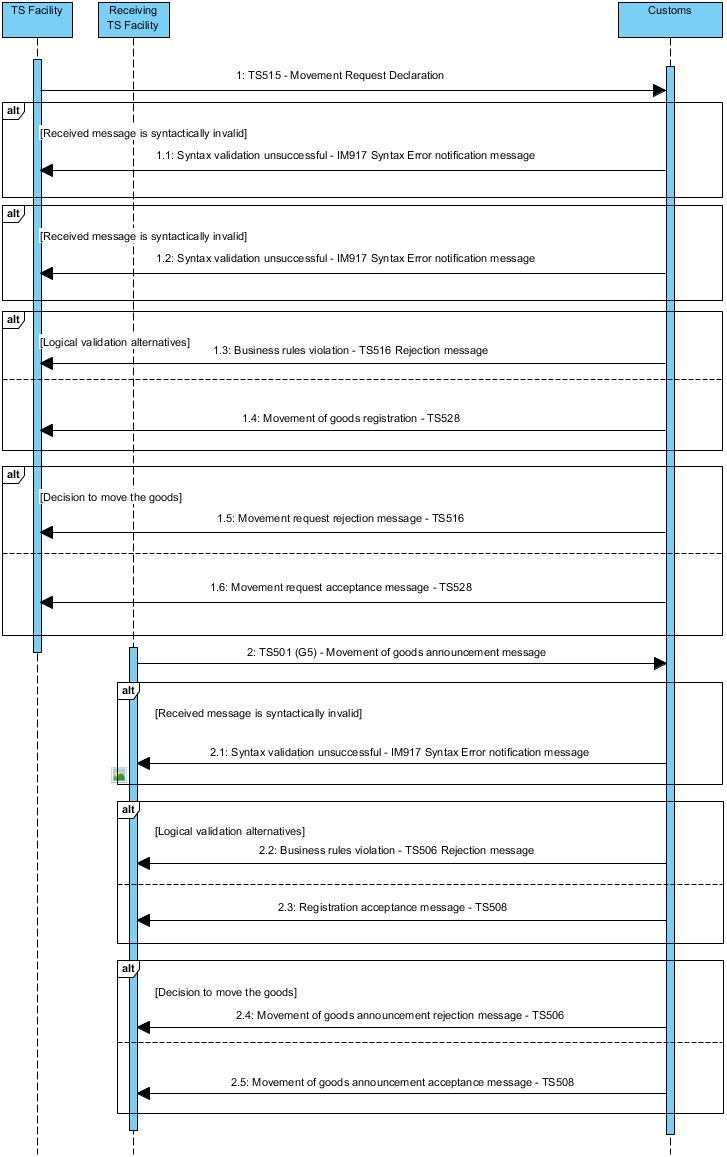 TS Facility
Receiving
TS Facility
Customs
1: TS515 - Movement Request Declaration
alt
[Received message is syntactically invalid]
1.1: Syntax validation unsuccessful - IM917 Syntax Error notification message
alt
[Received message is syntactically invalid]
1.2: Syntax validation unsuccessful - IM917 Syntax Error notification message
alt
[Logical validation alternatives]
1.3: Business rules violation - TS516 Rejection message
1.4: Movement of goods registration - TS528
alt
[Decision to move the goods]
1.5: Movement request rejection message - TS516
1.6: Movement request acceptance message - TS528
2: TS501 (G5) - Movement of goods announcement message
alt
[Received message is syntactically invalid]
2.1: Syntax validation unsuccessful - IM917 Syntax Error notification message
alt
[Logical validation alternatives]
2.2: Business rules violation - TS506 Rejection message
2.3: Registration acceptance message - TS508
alt
[Decision to move the goods]
2.4: Movement of goods announcement rejection message - TS506
2.5: Movement of goods announcement acceptance message - TS508